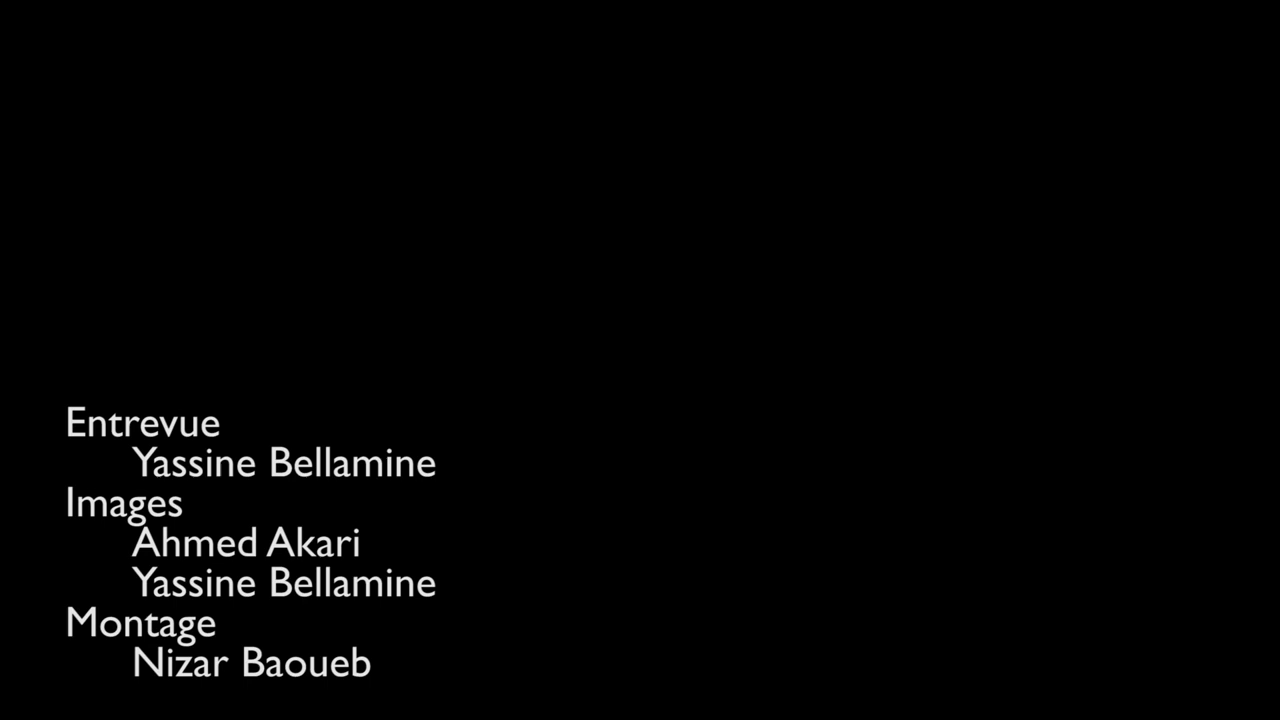 Entrevue
Yassine Bellamine
Images
Ahmed Akari
Yassine Bellamine
Montage
Nizar Baoueb